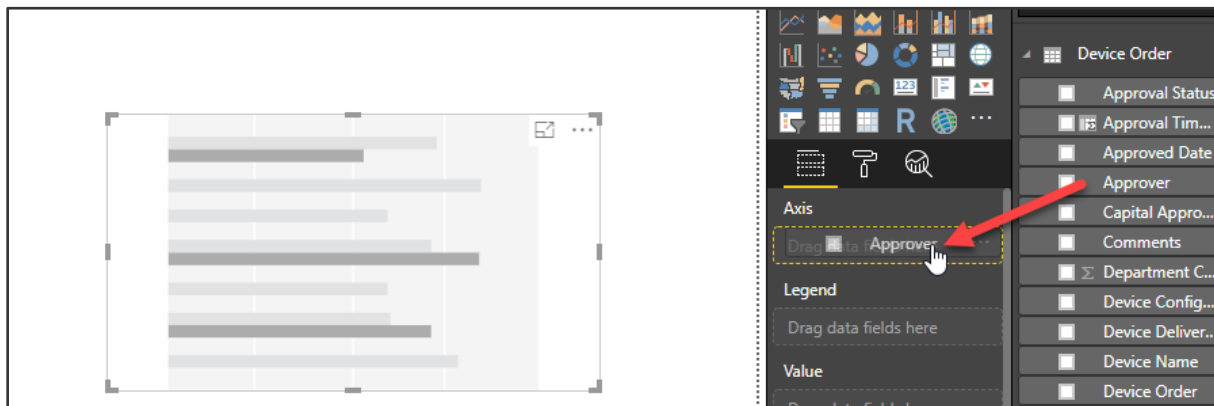 123
R
Axis
Approver
Legend
Drag data fields here
Value
Device Order
Approval Status
Approval Tim...
Approved Date
Approver
Capital Appro...
Comments
Σ Department C...
Device Config...
Device Deliver...
Device Name
Device Order